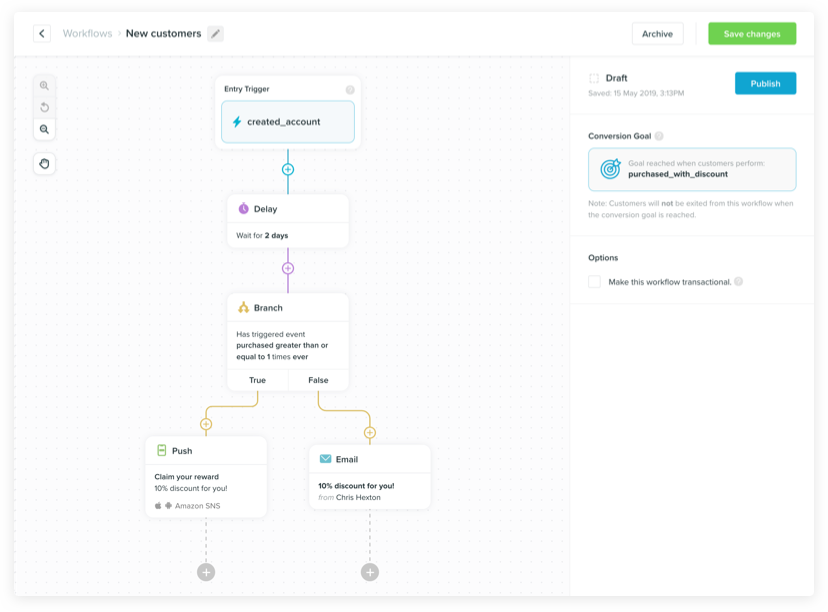 Workflows › New customers
Archive
Save changes
Entry Trigger
created_account
Delay
Wait for 2 days
Branch
Has triggered event
purchased greater than or
equal to 1 times ever
True
False
Push
Claim your reward
10% discount for you!
Amazon SNS
Email
10% discount for you!
from Chris Hexton
Draft
Saved: 15 May 2019, 3:13PM
Publish
Conversion Goal
Goal reached when customers perform:
purchased_with_discount
Note: Customers will not be exited from this workflow when
the conversion goal is reached.
Options
Make this workflow transactional.